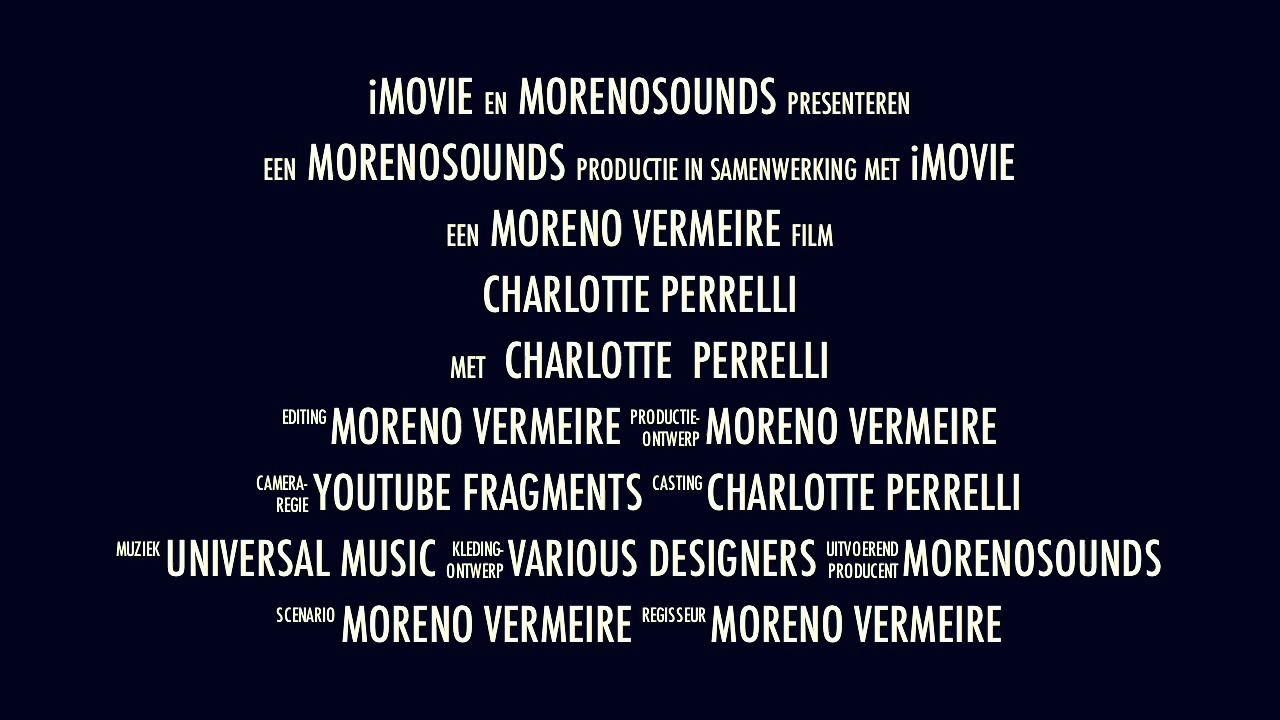 iMOVIE EN MORENOSOUNDS PRESENTEREN
EEN MORENOSOUNDS PRODUCTIE IN SAMENWERKING MET iMOVIE
EEN MORENO VERMEIRE FILM
CHARLOTTE PERRELLI
MET CHARLOTTE PERRELLI
EDITING MORENO VERMEIRE PRODUCTIE-ONTWERP MORENO VERMEIRE
CAMERA-REGIE YOUTUBE FRAGMENTS CASTING CHARLOTTE PERRELLI
MUZIEK UNIVERSAL MUSIC KLEDING-ONTWERP VARIOUS DESIGNERS UITVOEREND PRODUCENT MORENOSOUNDS
SCENARIO MORENO VERMEIRE REGISSEUR MORENO VERMEIRE